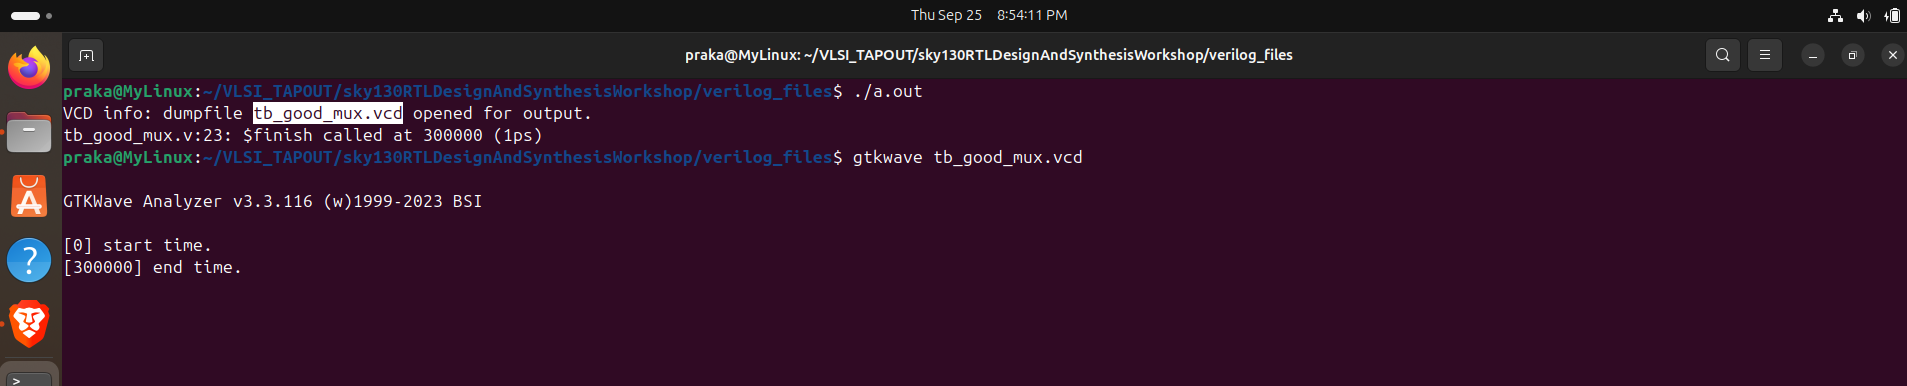 Thu Sep 25 8:54:11 PM
praka@MyLinux: ~/VLSI_TAPOUT/sky130RTLDesignAndSynthesisWorkshop/verilog_files
praka@MyLinux:~/VLSI_TAPOUT/sky130RTLDesignAndSynthesisWorkshop/verilog_files$ ./a.out
VCD info: dumpfile tb_good_mux.vcd opened for output.
tb_good_mux.v:23: $finish called at 300000 (1ps)
praka@MyLinux:~/VLSI_TAPOUT/sky130RTLDesignAndSynthesisWorkshop/verilog_files$ gtkwave tb_good_mux.vcd
GTKWave Analyzer v3.3.116 (w)1999-2023 BSI
[0] start time.
[300000] end time.